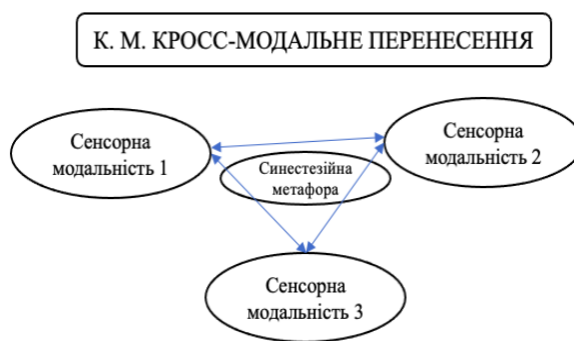 К. М. КРОСС-МОДАЛЬНЕ ПЕРЕНЕСЕННЯ
Сенсорна
модальність 1
Сенсорна
модальність 2
Синестезійна
метафора
Сенсорна
модальність 3